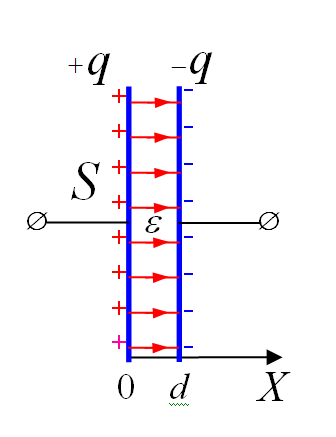 +q –q
S
ε
0 d X